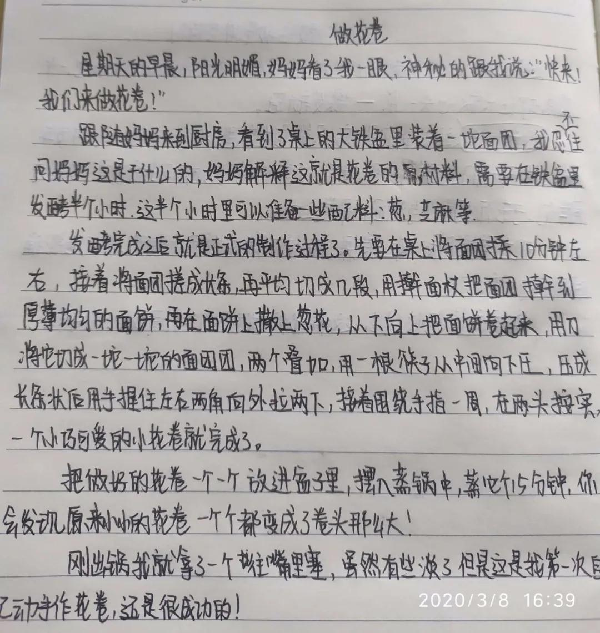 做花卷
星期天的早晨,阳光明媚,妈妈看了我一眼,神秘的跟我说:“快来!
我们来做花卷!”
跟随妈妈来到厨房,看到了桌上的大铁盆里装着一坨面团,我忍不住
问妈妈这是干什么的,妈妈解释这就是花卷的原材料,需要在铁盆里
发酵半个小时.这半个小时里可以准备一些配料:葱,芝麻等.
发酵完成之后就是正式的制作过程了。先要在桌上将面团揉10分钟左
右,接着将面团搓成长条,再平均切成几段,用擀面杖把面团擀到
厚薄均匀的面饼,再在面饼上撒上葱花,从下向上把面饼卷起来,用刀
将它切成一坨一坨的面团团,两个叠加,用一根筷子从中间向下压,压成
长条状后用手捏住左右两角向外拉两下,接着围绕手指一周,在两头按实,
一个小巧可爱的小花卷就完成了。
把做好的花卷一个一个放进盆子里,摆入蒸锅中,蒸它个15分钟,你
会发现原来小小的花卷一个个都变成了拳头那么大!
刚出锅我就拿了一个往嘴里塞,虽然有些淡了但是这是我第一次自
己动手作花卷,还是很成功的!
2020/3/8 16:39